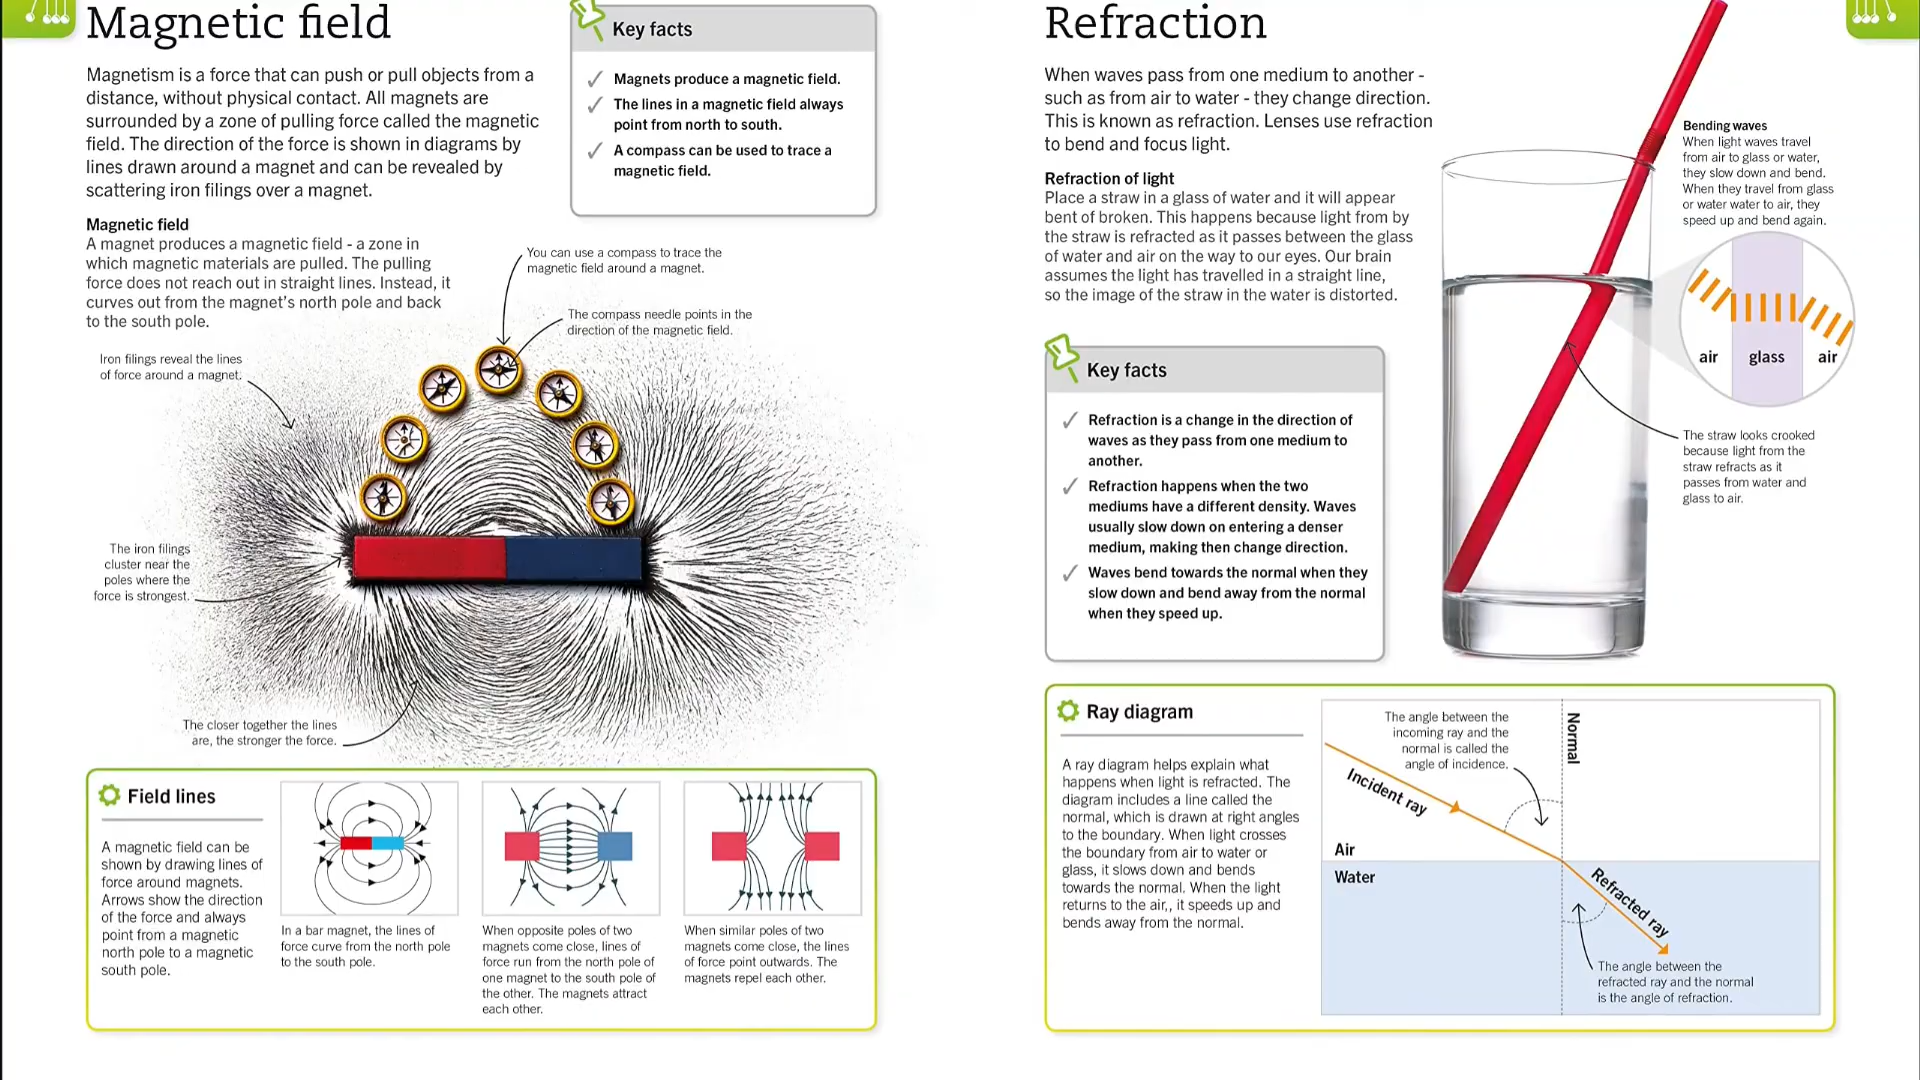 Magnetic field
Magnetism is a force that can push or pull objects from a
distance, without physical contact. All magnets are
surrounded by a zone of pulling force called the magnetic
field. The direction of the force is shown in diagrams by
lines drawn around a magnet and can be revealed by
scattering iron filings over a magnet.
Key facts
Magnets produce a magnetic field.
The lines in a magnetic field always
point from north to south.
A compass can be used to trace a
magnetic field.
Magnetic field
A magnet produces a magnetic field - a zone in
which magnetic materials are pulled. The pulling
force does not reach out in straight lines. Instead, it
curves out from the magnet's north pole and back
to the south pole.
You can use a compass to trace the
magnetic field around a magnet.
The compass needle points in the
direction of the magnetic field.
Iron filings reveal the lines
of force around a magnet.
The iron filings
cluster near the
poles where the
force is strongest.
The closer together the lines
are, the stronger the force.
Field lines
A magnetic field can be
shown by drawing lines of
force around magnets.
Arrows show the direction
of the force and always
point from a magnetic
north pole to a magnetic
south pole.
In a bar magnet, the lines of
force curve from the north pole
to the south pole.
When opposite poles of two
magnets come close, lines of
force run from the north pole of
one magnet to the south pole of
the other. The magnets attract
each other.
When similar poles of two
magnets come close, the lines
of force point outwards. The
magnets repel each other.
Refraction
When waves pass from one medium to another -
such as from air to water - they change direction.
This is known as refraction. Lenses use refraction
to bend and focus light.
Refraction of light
Place a straw in a glass of water and it will appear
bent of broken. This happens because light from by
the straw is refracted as it passes between the glass
of water and air on the way to our eyes. Our brain
assumes the light has travelled in a straight line,
so the image of the straw in the water is distorted.
Bending waves
When light waves travel
from air to glass or water,
they slow down and bend.
When they travel from glass
or water water to air, they
speed up and bend again.
air
glass
air
The straw looks crooked
because light from the
straw refracts as it
passes from water and
glass to air.
Key facts
Refraction is a change in the direction of
waves as they pass from one medium to
another.
Refraction happens when the two
mediums have a different density. Waves
usually slow down on entering a denser
medium, making then change direction.
Waves bend towards the normal when they
slow down and bend away from the normal
when they speed up.
Ray diagram
A ray diagram helps explain what
happens when light is refracted. The
diagram includes a line called the
normal, which is drawn at right angles
to the boundary. When light crosses
the boundary from air to water or
glass, it slows down and bends
towards the normal. When the light
returns to the air,, it speeds up and
bends away from the normal.
The angle between the
incoming ray and the
normal is called the
angle of incidence.
Normal
Incident ray
Air
Water
Refracted ray
The angle between the
refracted ray and the normal
is the angle of refraction.